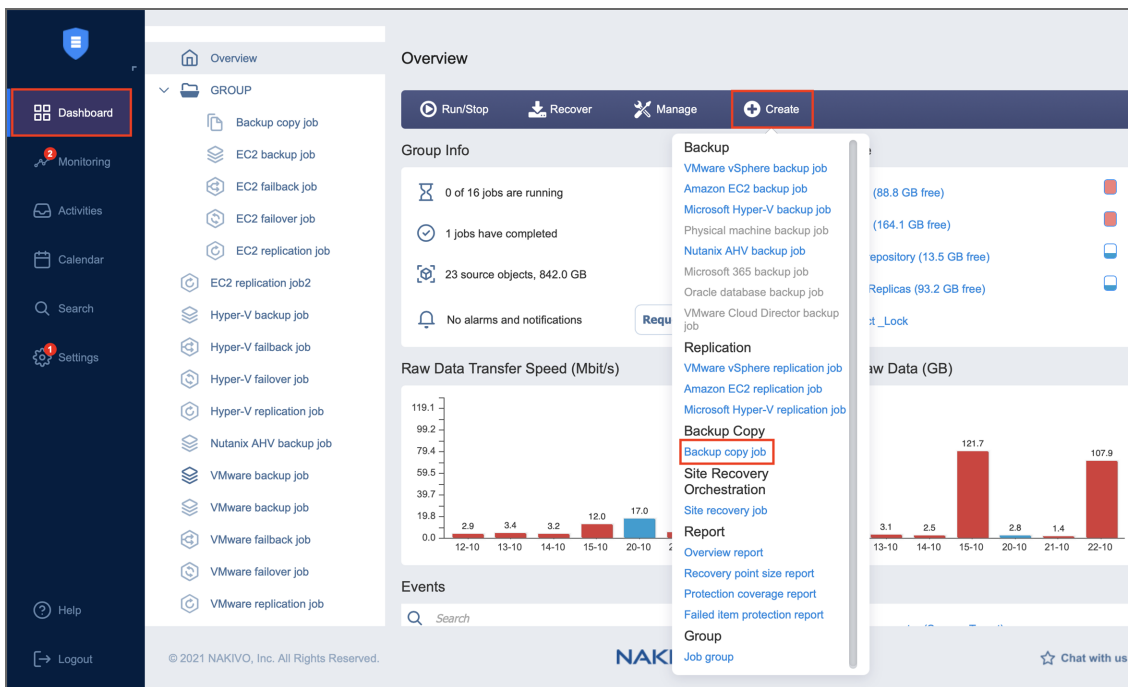 Dashboard
2
Monitoring
Activities
Calendar
Search
1
Settings
Help
Logout
Overview
GROUP
Backup copy job
EC2 backup job
EC2 failback job
EC2 failover job
EC2 replication job
EC2 replication job2
Hyper-V backup job
Hyper-V failback job
Hyper-V failover job
Hyper-V replication job
Nutanix AHV backup job
VMware backup job
VMware backup job
VMware failback job
VMware failover job
VMware replication job
Overview
Run/Stop
Recover
Manage
Create
Group Info
0 of 16 jobs are running
1 jobs have completed
23 source objects, 842.0 GB
No alarms and notifications
Requ
Backup
VMware vSphere backup job
Amazon EC2 backup job
Microsoft Hyper-V backup job
Physical machine backup job
Nutanix AHV backup job
Microsoft 365 backup job
Oracle database backup job
VMware Cloud Director backup
job
Replication
VMware vSphere replication job
Amazon EC2 replication job
Microsoft Hyper-V replication job
Backup Copy
Backup copy job
Site Recovery
Orchestration
Site recovery job
Report
Overview report
Recovery point size report
Protection coverage report
Failed item protection report
Group
Job group
(88.8 GB free)
(164.1 GB free)
epository (13.5 GB free)
Replicas (93.2 GB free)
ct _Lock
Raw Data Transfer Speed (Mbit/s)
119.1
99.2
79.4
59.5
39.7
19.8
0.0
2.9
3.4
3.2
12.0
17.0
12-10
13-10
14-10
15-10
20-10
2
aw Data (GB)
3.1
2.5
121.7
2.8
1.4
107.9
13-10
14-10
15-10
20-10
21-10
22-10
Events
Search
© 2021 NAKIVO, Inc. All Rights Reserved.
NAKI
Chat with us